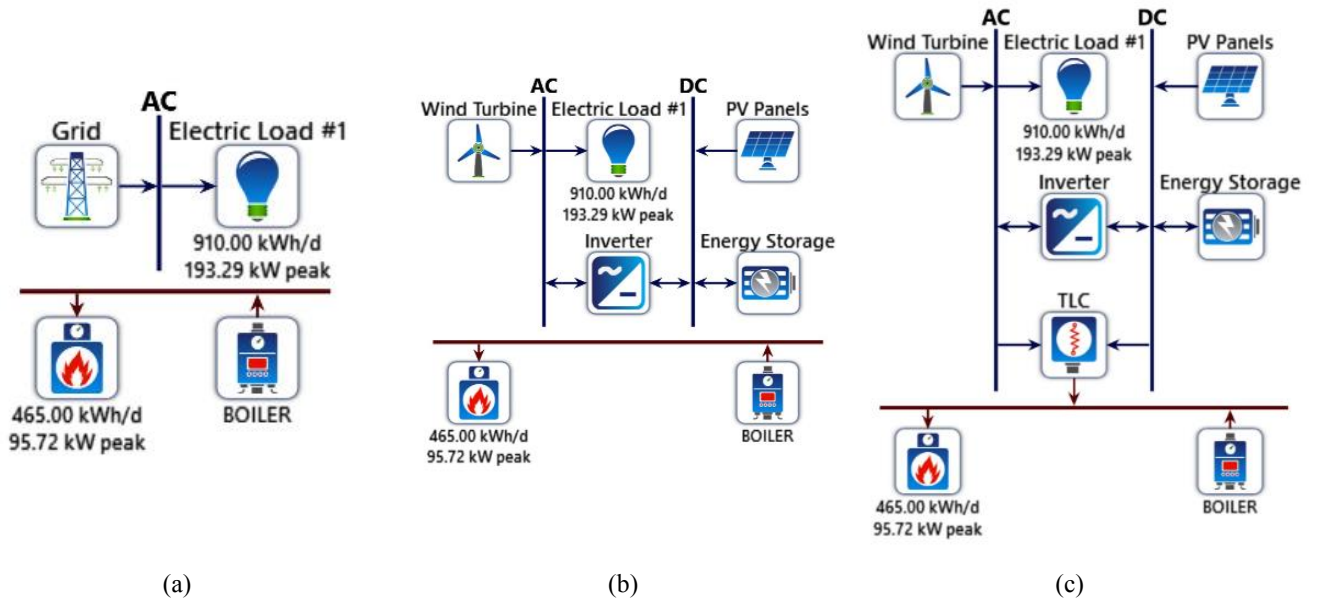 AC
Grid
Electric Load #1
910.00 kWh/d
193.29 kW peak
465.00 kWh/d
95.72 kW peak
BOILER
(a)
AC
DC
Wind Turbine
Electric Load #1
PV Panels
910.00 kWh/d
193.29 kW peak
Inverter
Energy Storage
465.00 kWh/d
95.72 kW peak
BOILER
(b)
AC
DC
Wind Turbine
Electric Load #1
PV Panels
910.00 kWh/d
193.29 kW peak
Inverter
Energy Storage
TLC
465.00 kWh/d
95.72 kW peak
BOILER
(c)